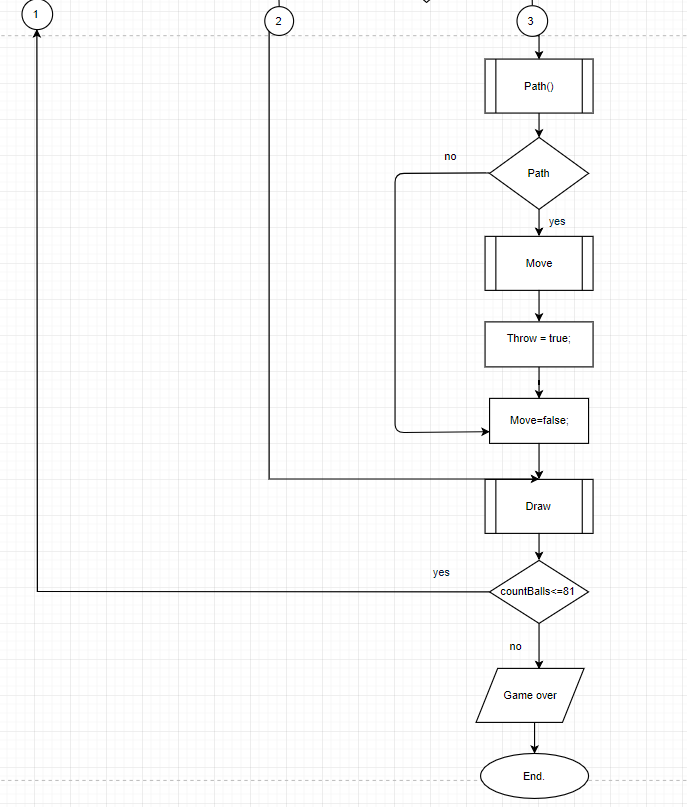 1
2
3
Path()
no
Path
yes
Move
Throw = true;
Move=false;
Draw
yes
countBalls<=81
no
Game over
End.